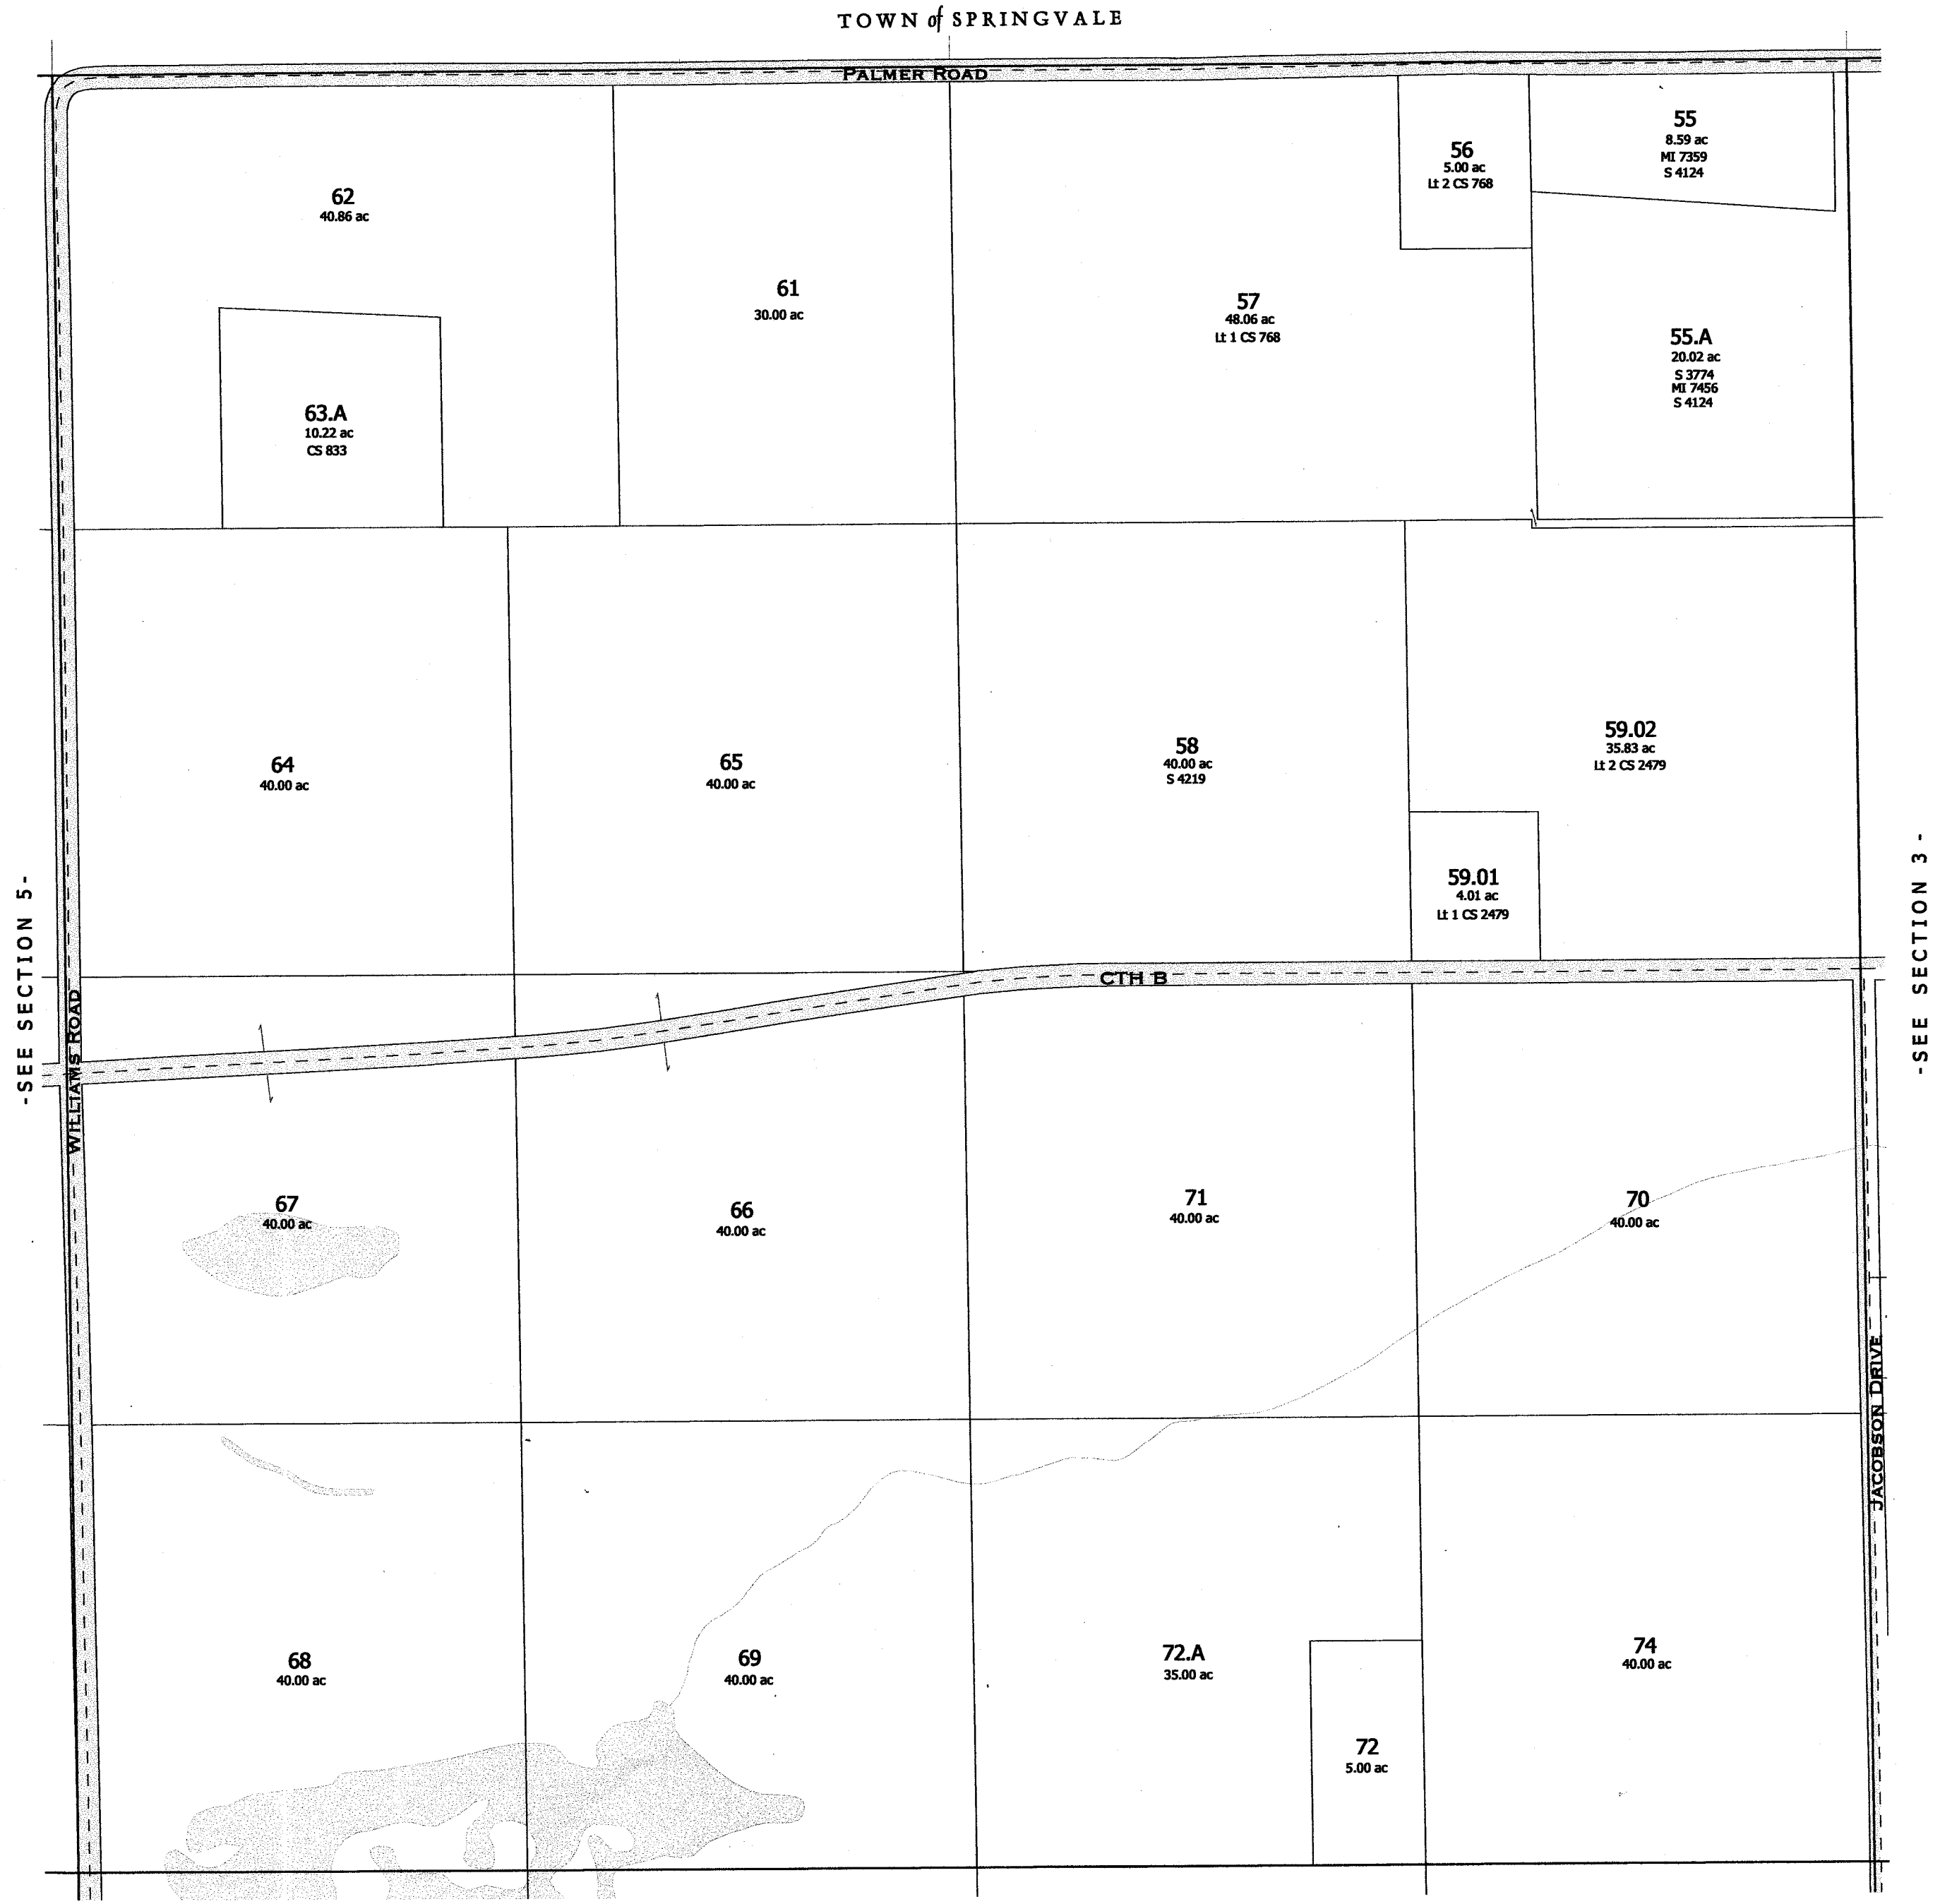 TOWN of SPRINGVALE
PALMER ROAD
55
8.59 ac
MI 7359
S 4124
56
5.00 ac
Lt 2 CS 768
62
40.86 ac
61
30.00 ac
57
48.06 ac
Lt 1 CS 768
55.A
20.02 ac
S 3774
MI 7456
S 4124
63.A
10.22 ac
CS 833
64
40.00 ac
65
40.00 ac
58
40.00 ac
S 4219
59.02
35.83 ac
Lt 2 CS 2479
59.01
4.01 ac
Lt 1 CS 2479
-SEE SECTION 5-
-SEE SECTION 3-
CTH B
WILLIAMS ROAD
67
40.00 ac
66
40.00 ac
71
40.00 ac
70
40.00 ac
JACOBSON DRIVE
68
40.00 ac
69
40.00 ac
72.A
35.00 ac
74
40.00 ac
72
5.00 ac